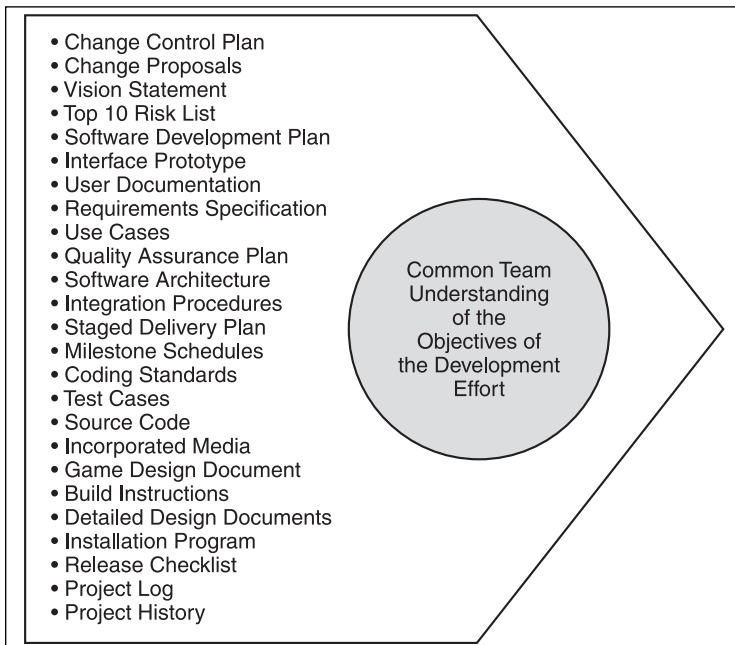 • Change Control Plan
• Change Proposals
• Vision Statement
• Top 10 Risk List
• Software Development Plan
• Interface Prototype
• User Documentation
• Requirements Specification
• Use Cases
• Quality Assurance Plan
• Software Architecture
• Integration Procedures
• Staged Delivery Plan
• Milestone Schedules
• Coding Standards
• Test Cases
• Source Code
• Incorporated Media
• Game Design Document
• Build Instructions
• Detailed Design Documents
• Installation Program
• Release Checklist
• Project Log
• Project History
Common Team
Understanding
of the
Objectives of
the Development
Effort